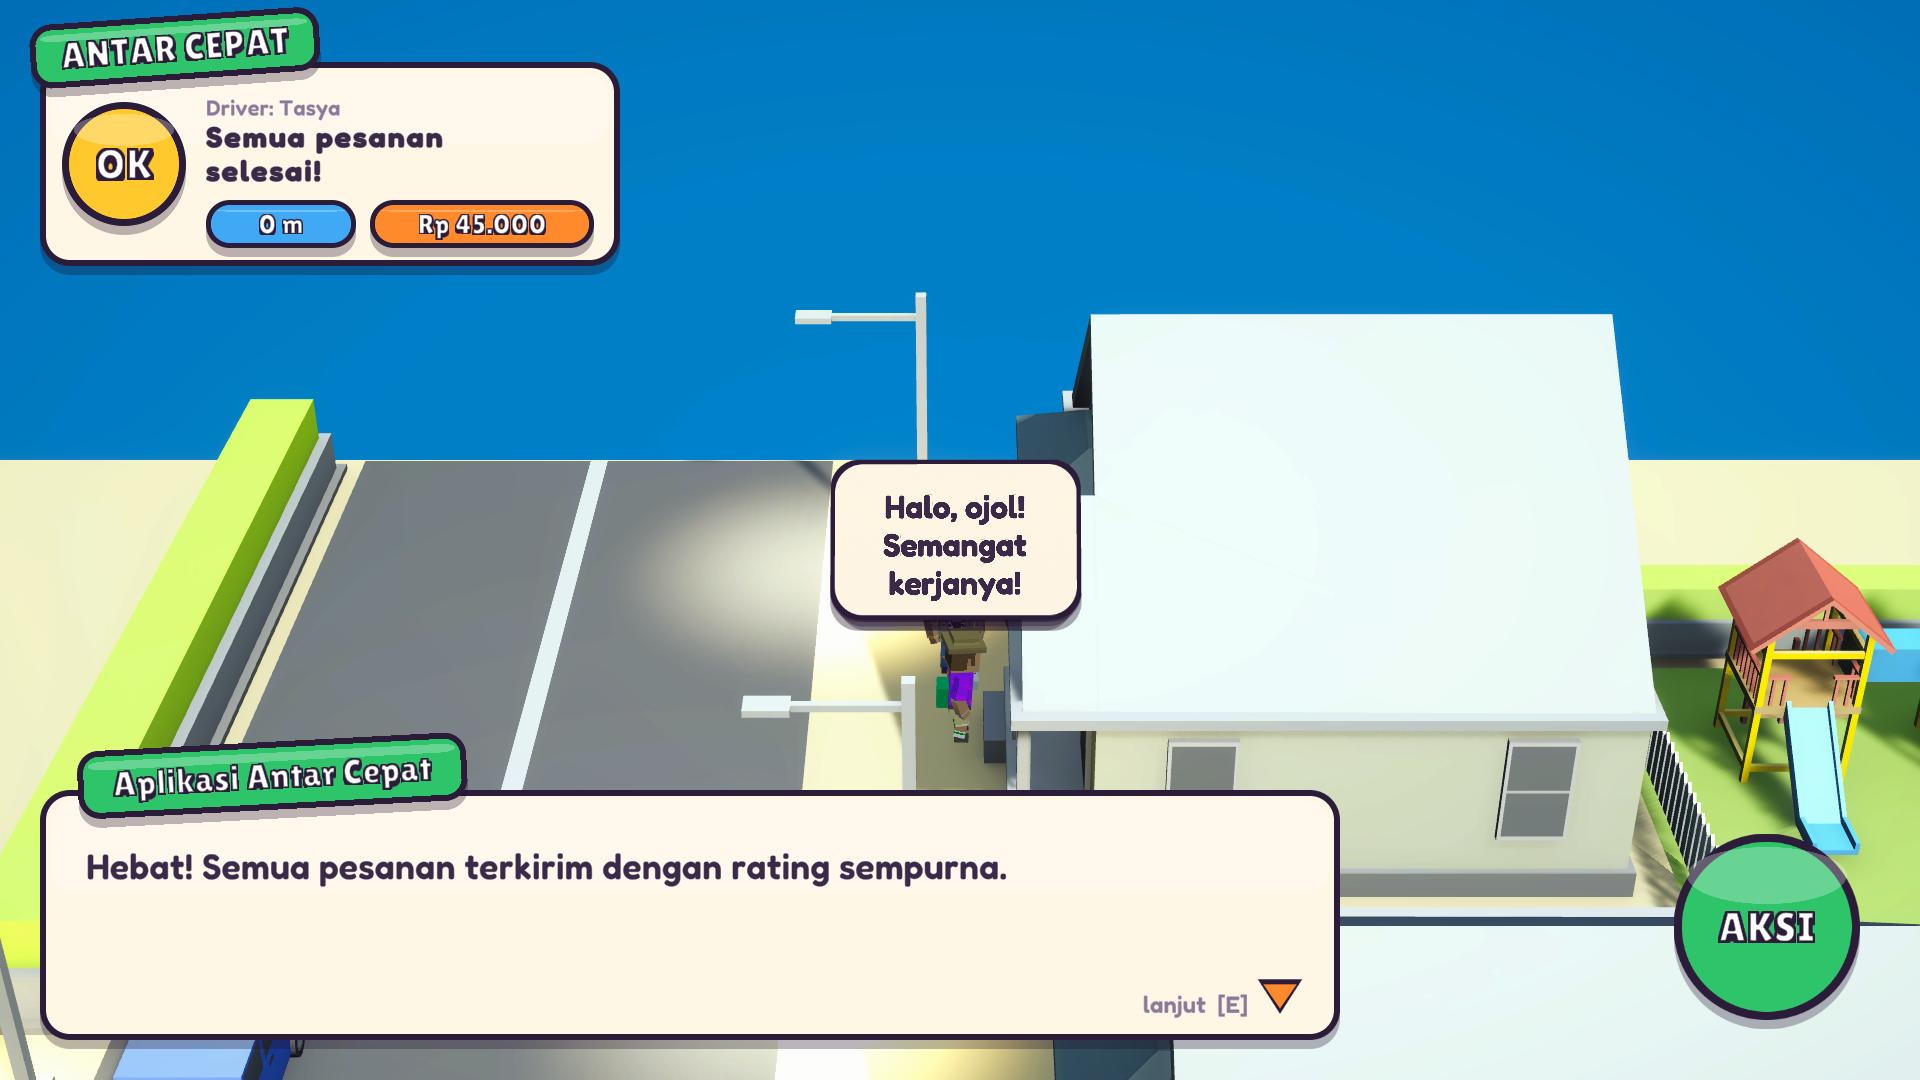 ANTAR CEPAT
Driver: Tasya
Semua pesanan
selesai!
OK
0 m
Rp 45.000
Halo, ojol!
Semangat
kerjanya!
Aplikasi Antar Cepat
Hebat! Semua pesanan terkirim dengan rating sempurna.
lanjut [E]
AKSI